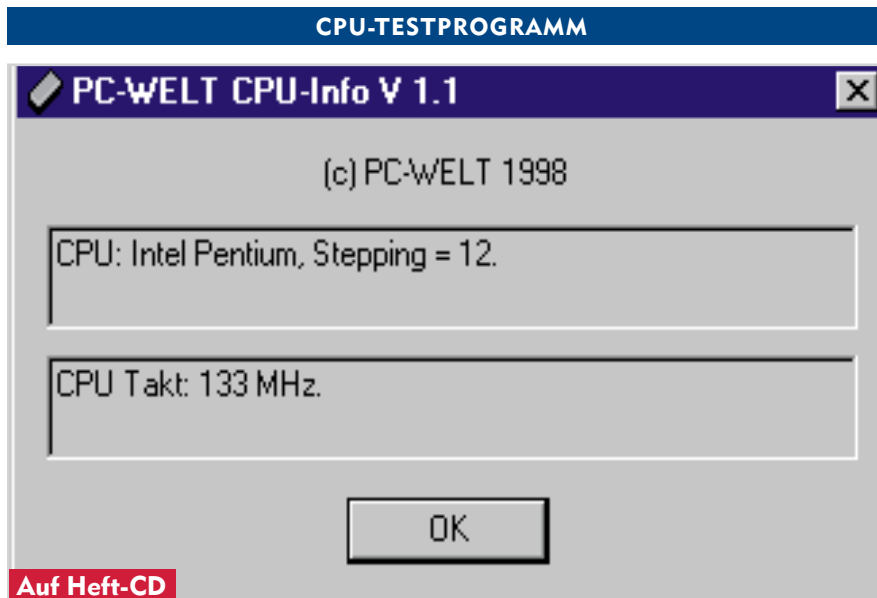 CPU-TESTPROGRAMM
PC-WELT CPU-Info V 1.1
(c) PC-WELT 1998
CPU: Intel Pentium, Stepping = 12.
CPU Takt: 133 MHz.
OK
Auf Heft-CD